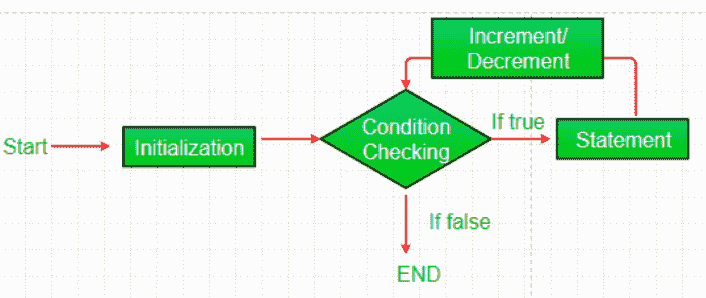 Increment/
Decrement
Start
Initialization
Condition
Checking
If true
Statement
If false
END